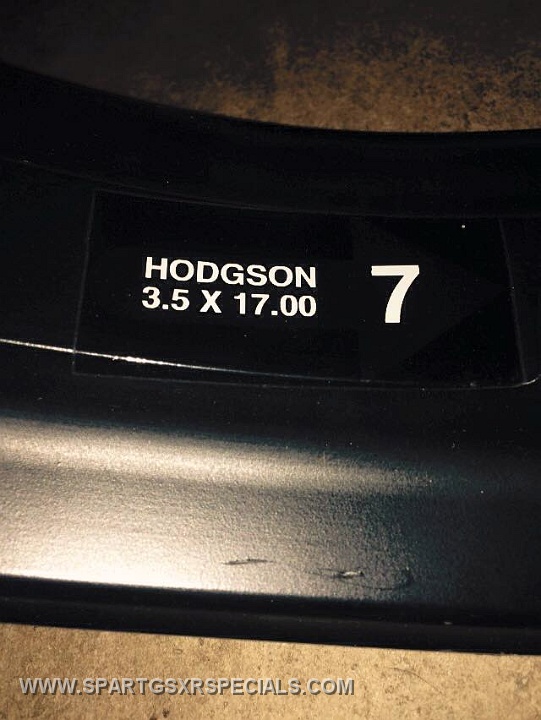 HODGSON
3.5 X 17.00
7
WWW.SPARTGSXRSPECIALS.COM